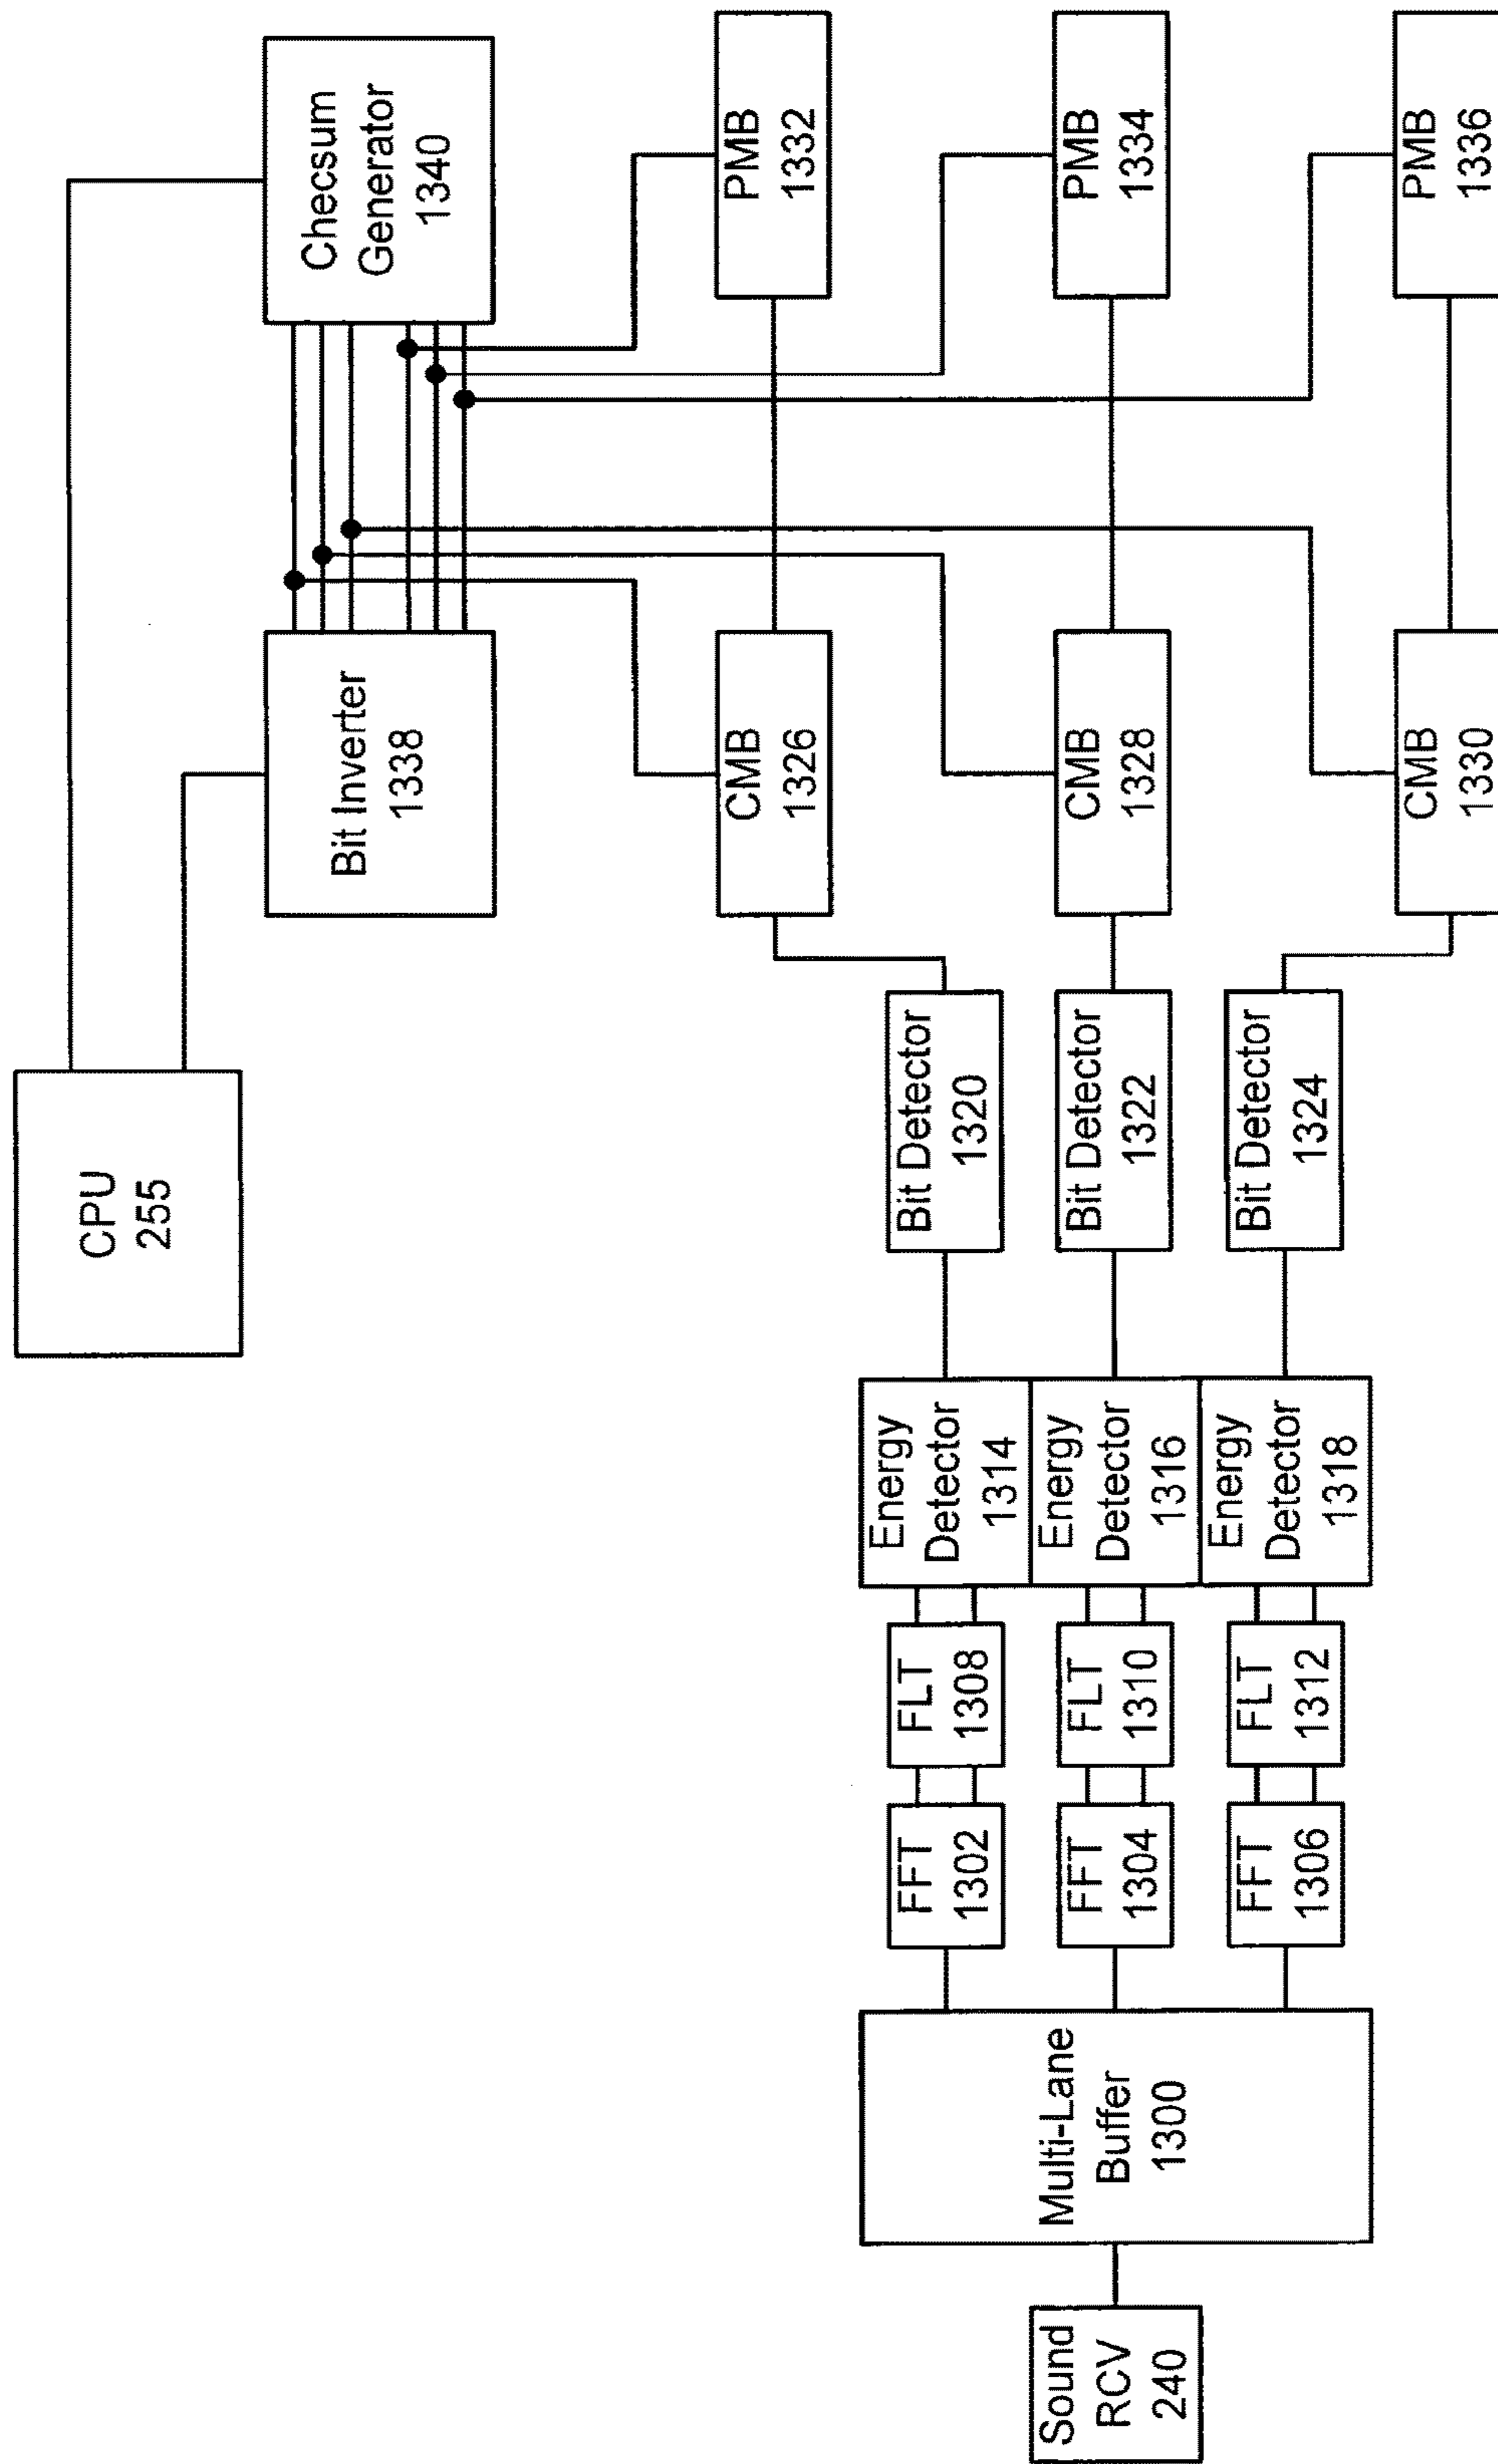 CPU
255
Bit Inverter
1338
Checsum
Generator
1340
CMB
1326
PMB
1332
Sound
RCV
240
Multi-Lane
Buffer
1300
FFT
1302
FLT
1308
Energy
Detector
1314
Bit Detector
1320
FFT
1304
FLT
1310
Energy
Detector
1316
Bit Detector
1322
CMB
1328
PMB
1334
FFT
1306
FLT
1312
Energy
Detector
1318
Bit Detector
1324
CMB
1330
PMB
1336